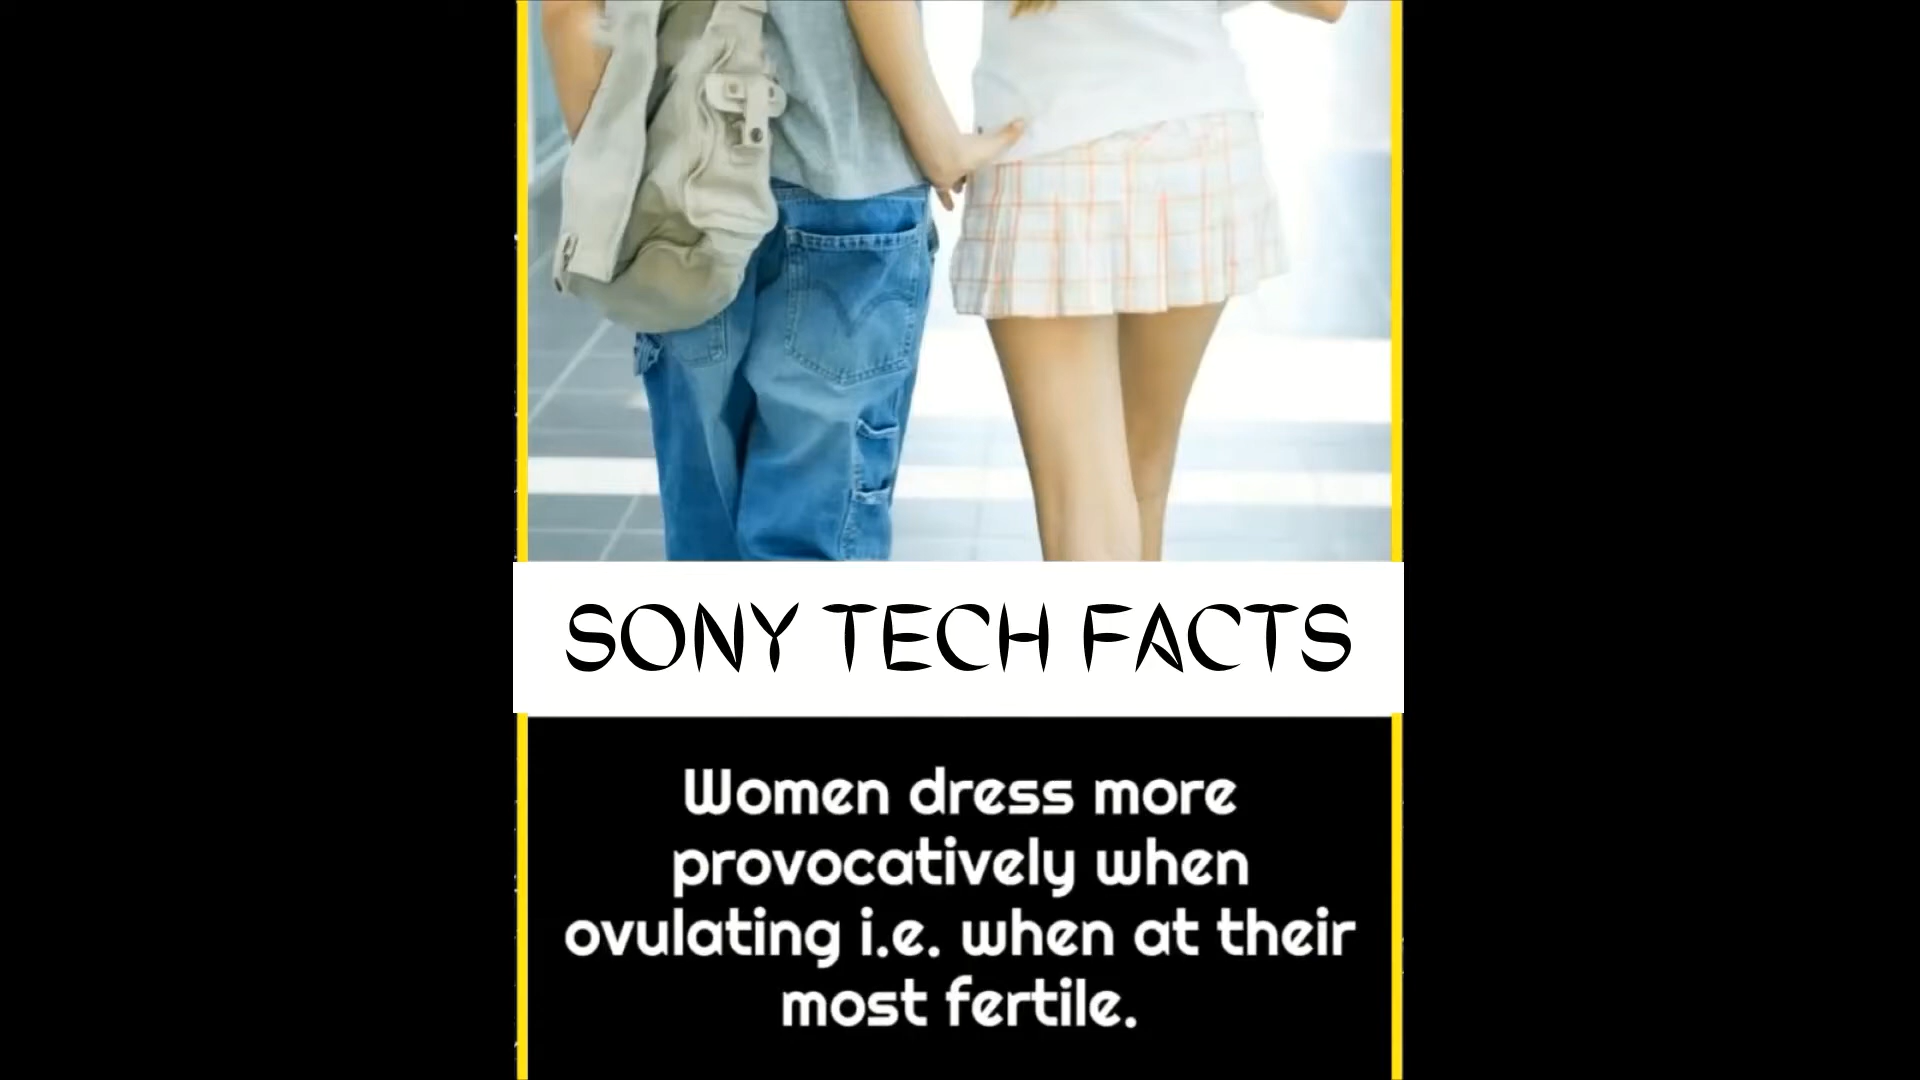 SONY TECH FACTS
Women dress more
provocatively when
ovulating i.e. when at their
most fertile.